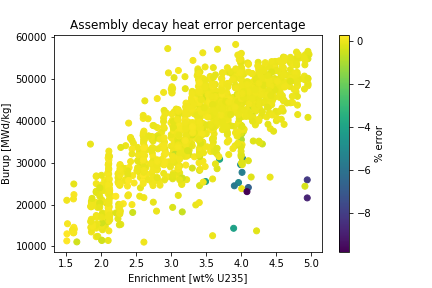 Assembly decay heat error percentage
60000
50000
40000
30000
20000
10000
Burup [MWd/kg]
1.5 2.0 2.5 3.0 3.5 4.0 4.5 5.0
Enrichment [wt% U235]
0
−2
−4
−6
−8
% error